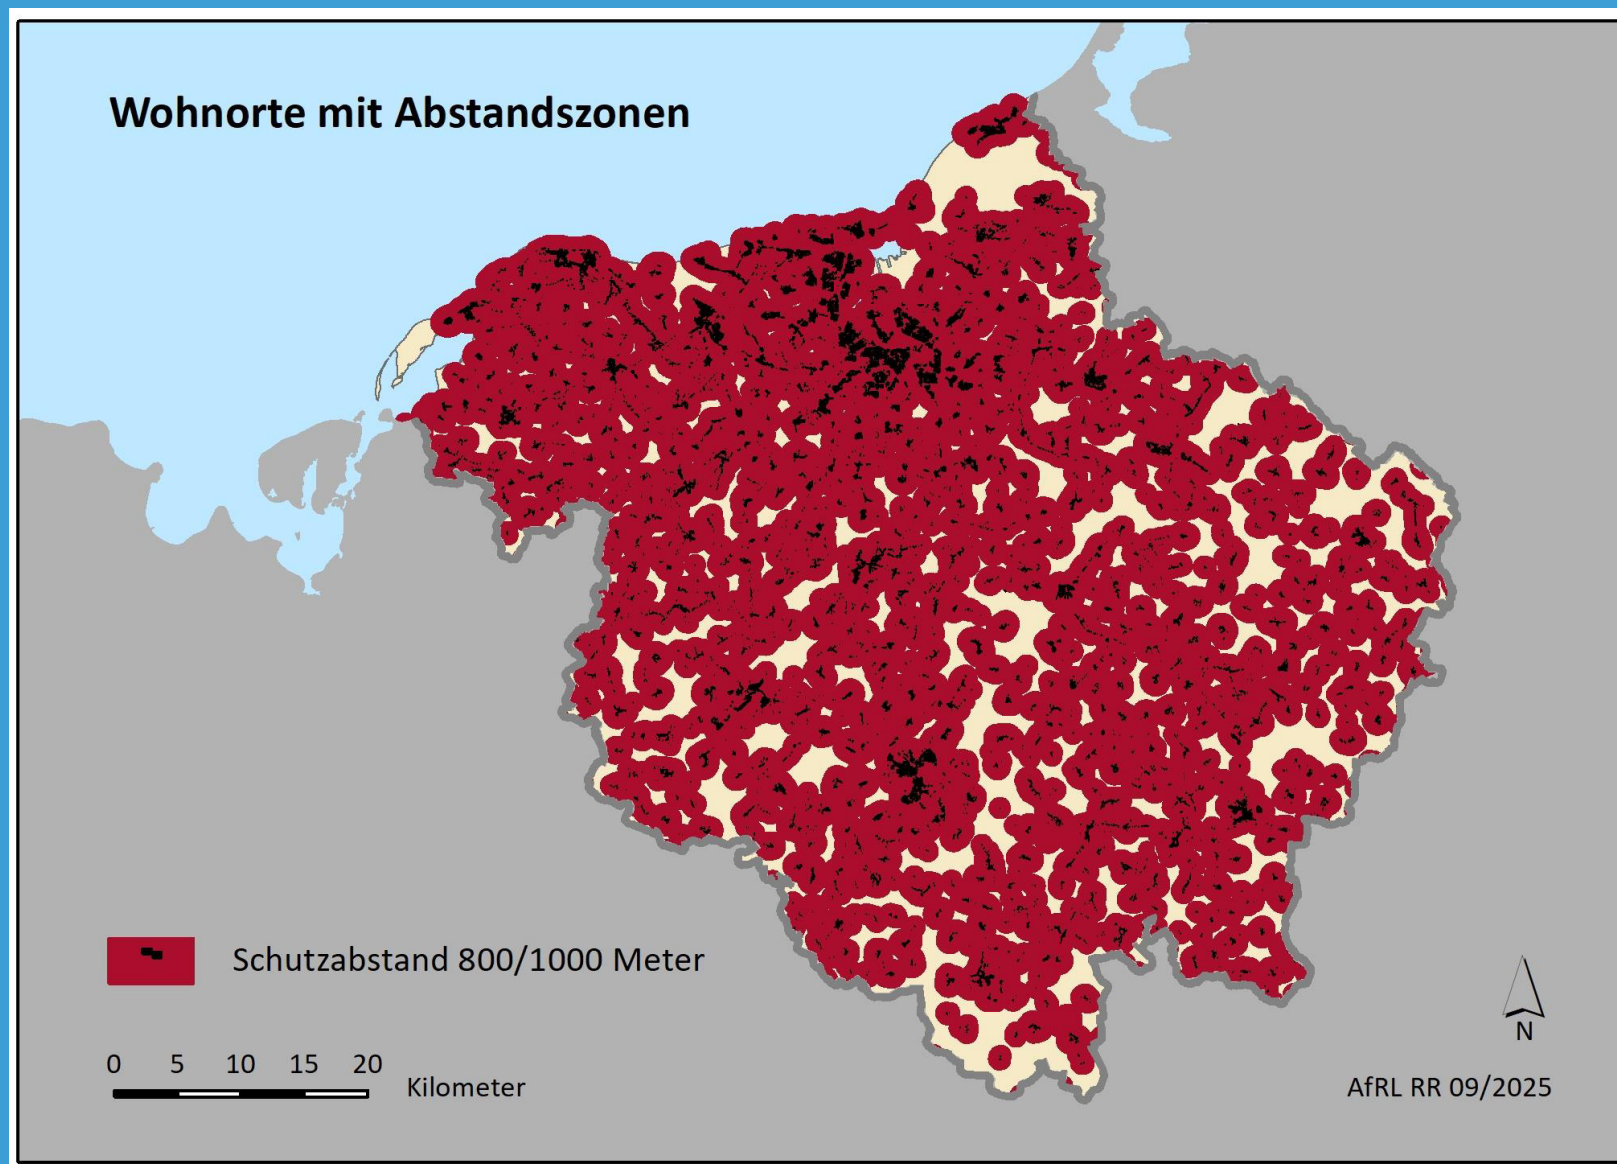 Wohnorte mit Abstandszonen
Schutzabstand 800/1000 Meter
0 5 10 15 20
Kilometer
N
AfRL RR 09/2025